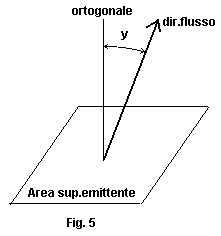 ortogonale
dir.flusso
y
Area sup.emittente
Fig. 5